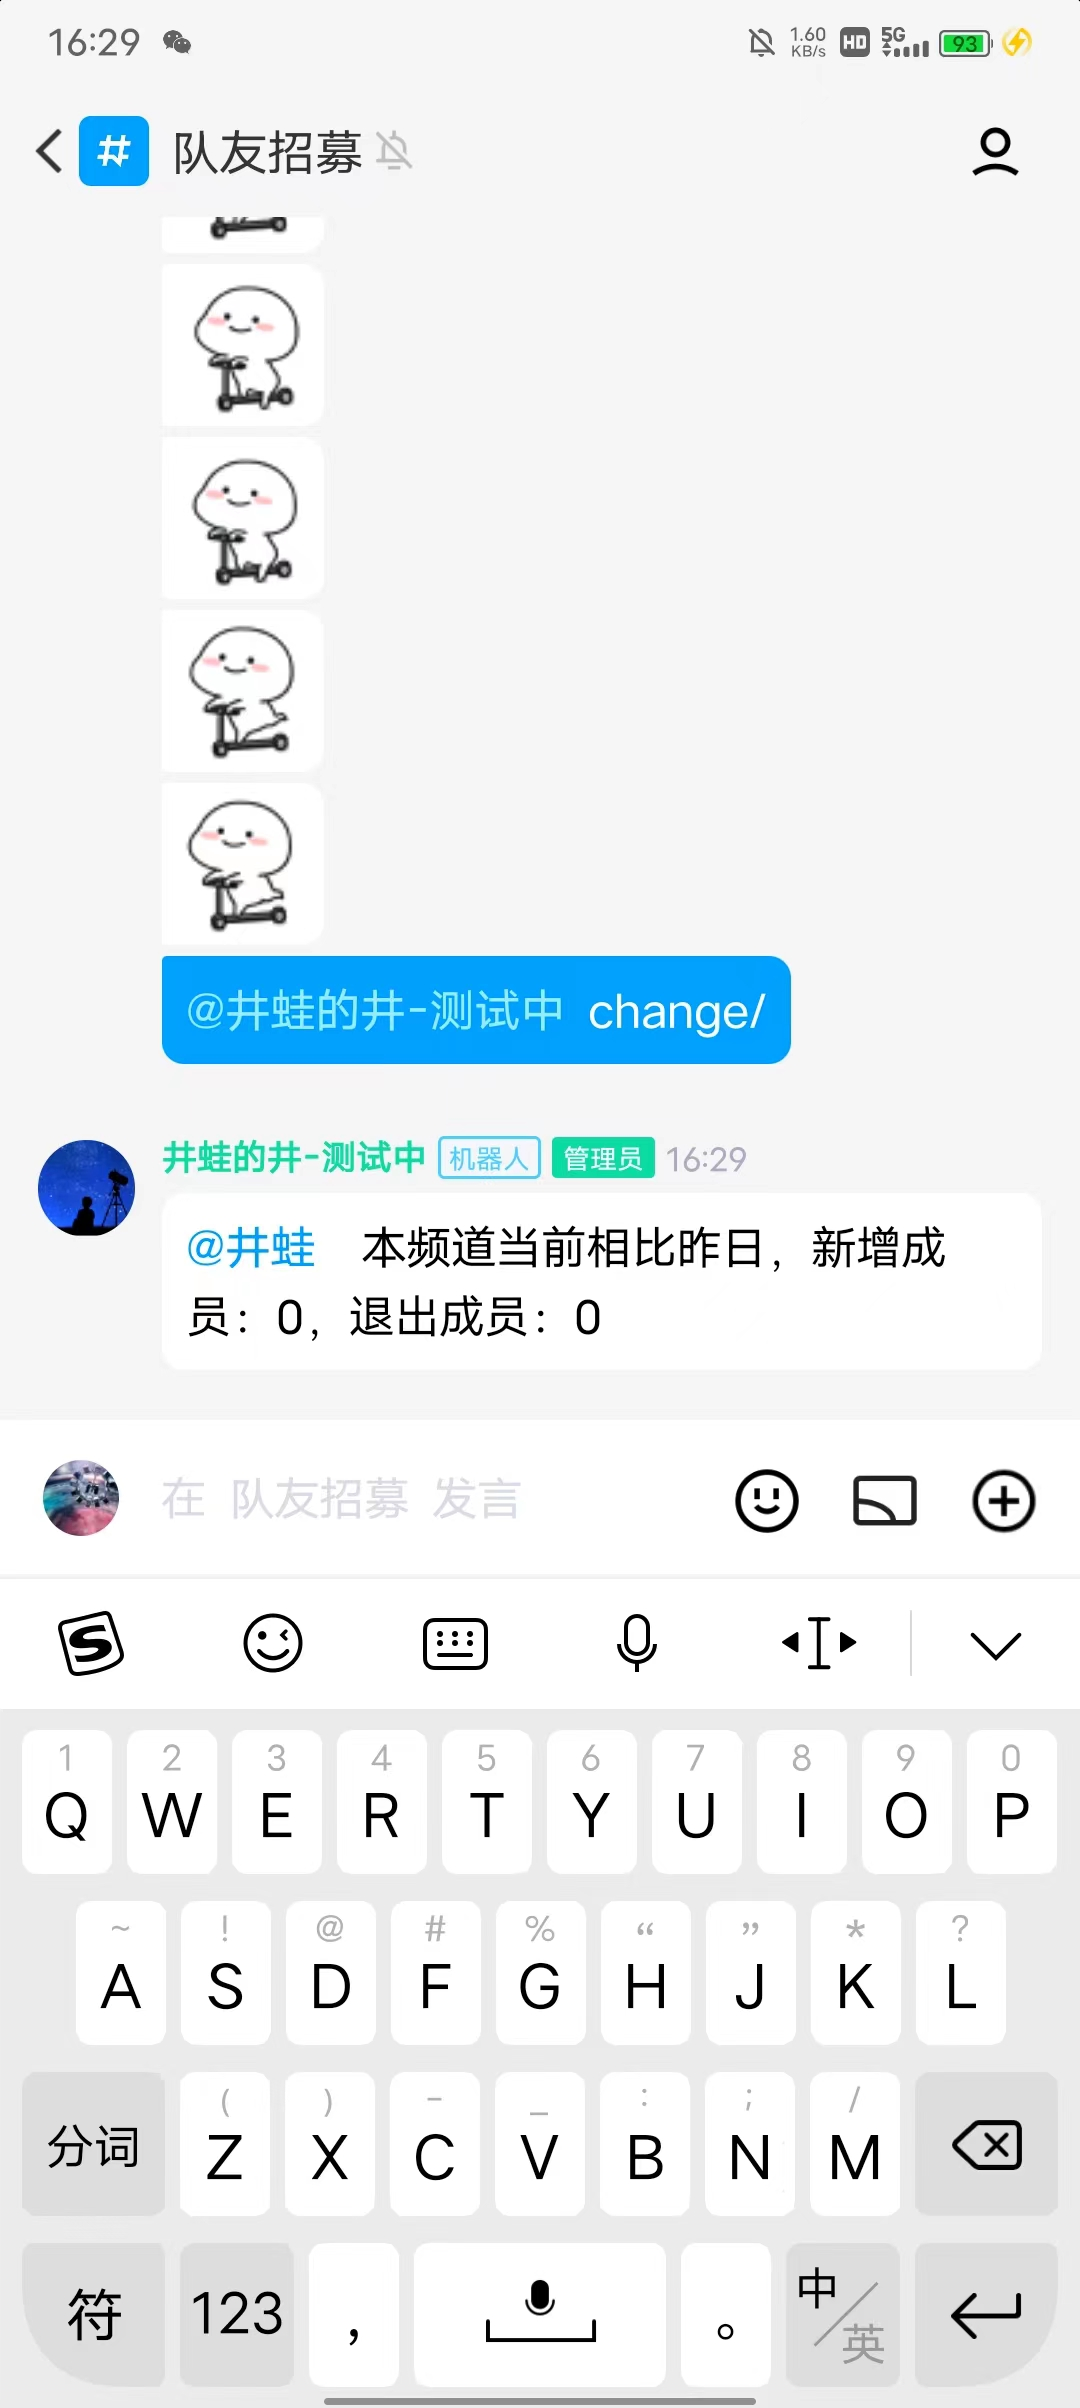 16:29
1.60 KB/s HD 5G 93
# 队友招募
@井蛙的井-测试中 change/
井蛙的井-测试中 机器人 管理员 16:29
@井蛙 本频道当前相比昨日，新增成
员：0，退出成员：0
在 队友招募 发言
S
1 2 3 4 5 6 7 8 9 0
Q W E R T Y U I O P
~ ! @ # % “ ” * ?
A S D F G H J K L
( ) - _ : ; /
分词 Z X C V B N M
符 123 ， 。 中/英